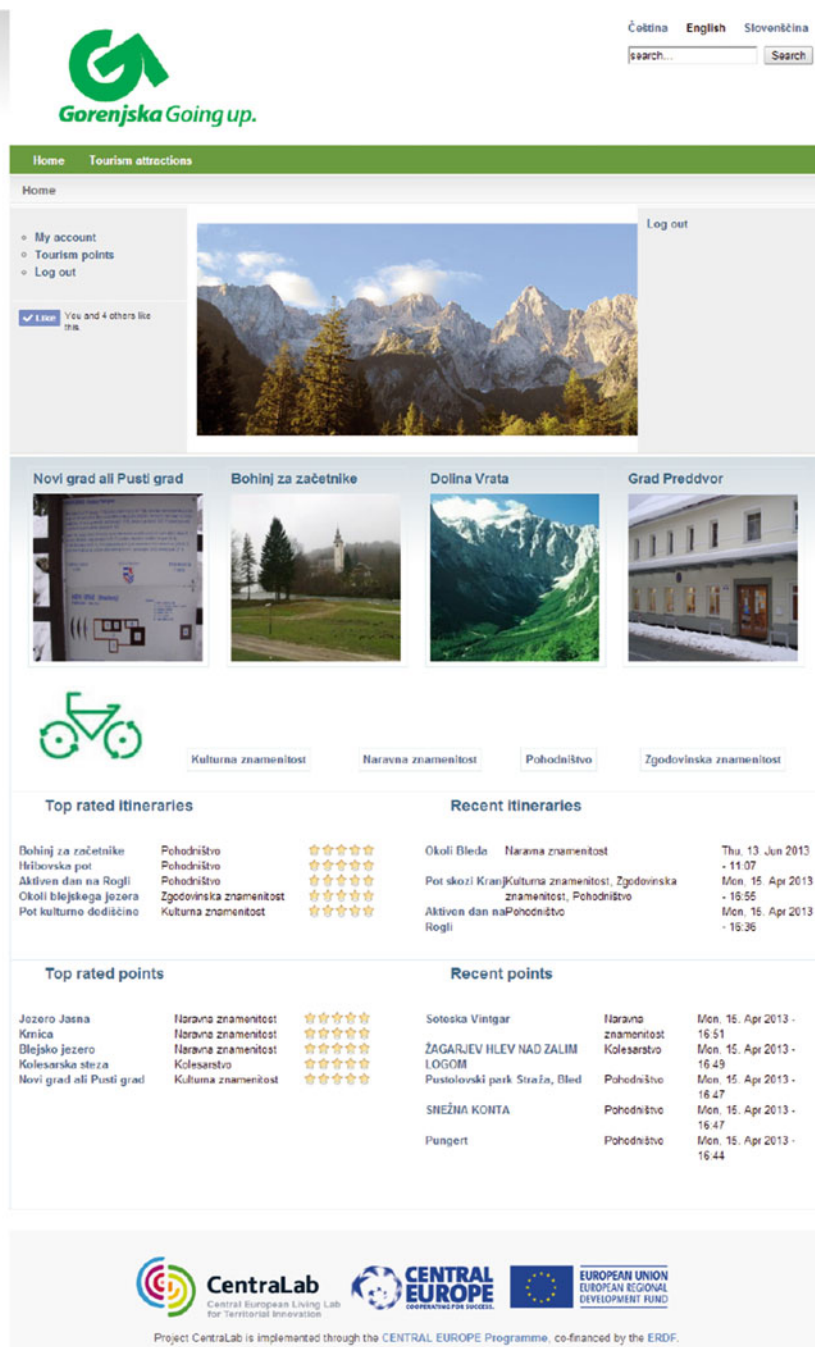 Čeština English Slovenščina
search... Search
Gorenjska Going up.
Home Tourism attractions
Home
My account
Tourism points
Log out
Like You and 4 others like
this.
Log out
Novi grad ali Pusti grad
Bohinj za začetnike
Dolina Vrata
Grad Preddvor
Kulturna znamenitost
Naravna znamenitost
Pohodništvo
Zgodovinska znamenitost
Top rated itineraries
Bohinj za začetnike Pohodništvo
Hribovska pot Pohodništvo
Aktiven dan na Rogli Pohodništvo
Okoli blejskega jezera Zgodovinska znamenitost
Pot kulturne dediščine Kulturna znamenitost
Recent itineraries
Okoli Bleda Naravna znamenitost Thu, 13. Jun 2013
- 11:07
Pot skozi Kranj Kulturna znamenitost, Zgodovinska Mon, 15. Apr 2013
znamenitost, Pohodništvo - 16:55
Aktiven dan na Pohodništvo Mon, 15. Apr 2013
Rogli - 16:36
Top rated points
Jezero Jasna Naravna znamenitost
Krnica Naravna znamenitost
Blejsko jezero Naravna znamenitost
Kolesarska steza Kolesarstvo
Novi grad ali Pusti grad Kulturna znamenitost
Recent points
Soteska Vintgar Naravna Mon, 15. Apr 2013 -
znamenitost 16:51
ŽAGARJEV HLEV NAD ZALIM Kolesarstvo Mon, 15. Apr 2013 -
LOGOM 16:49
Pustolovski park Straža, Bled Pohodništvo Mon, 15. Apr 2013 -
16:47
SNEŽNA KONTA Pohodništvo Mon, 15. Apr 2013 -
16:47
Pungert Pohodništvo Mon, 15. Apr 2013 -
16:44
CentraLab
Central European Living Lab
for Territorial Innovation
CENTRAL
EUROPE
COOPERATING FOR SUCCESS.
EUROPEAN UNION
EUROPEAN REGIONAL
DEVELOPMENT FUND
Project CentraLab is implemented through the CENTRAL EUROPE Programme, co-financed by the ERDF.